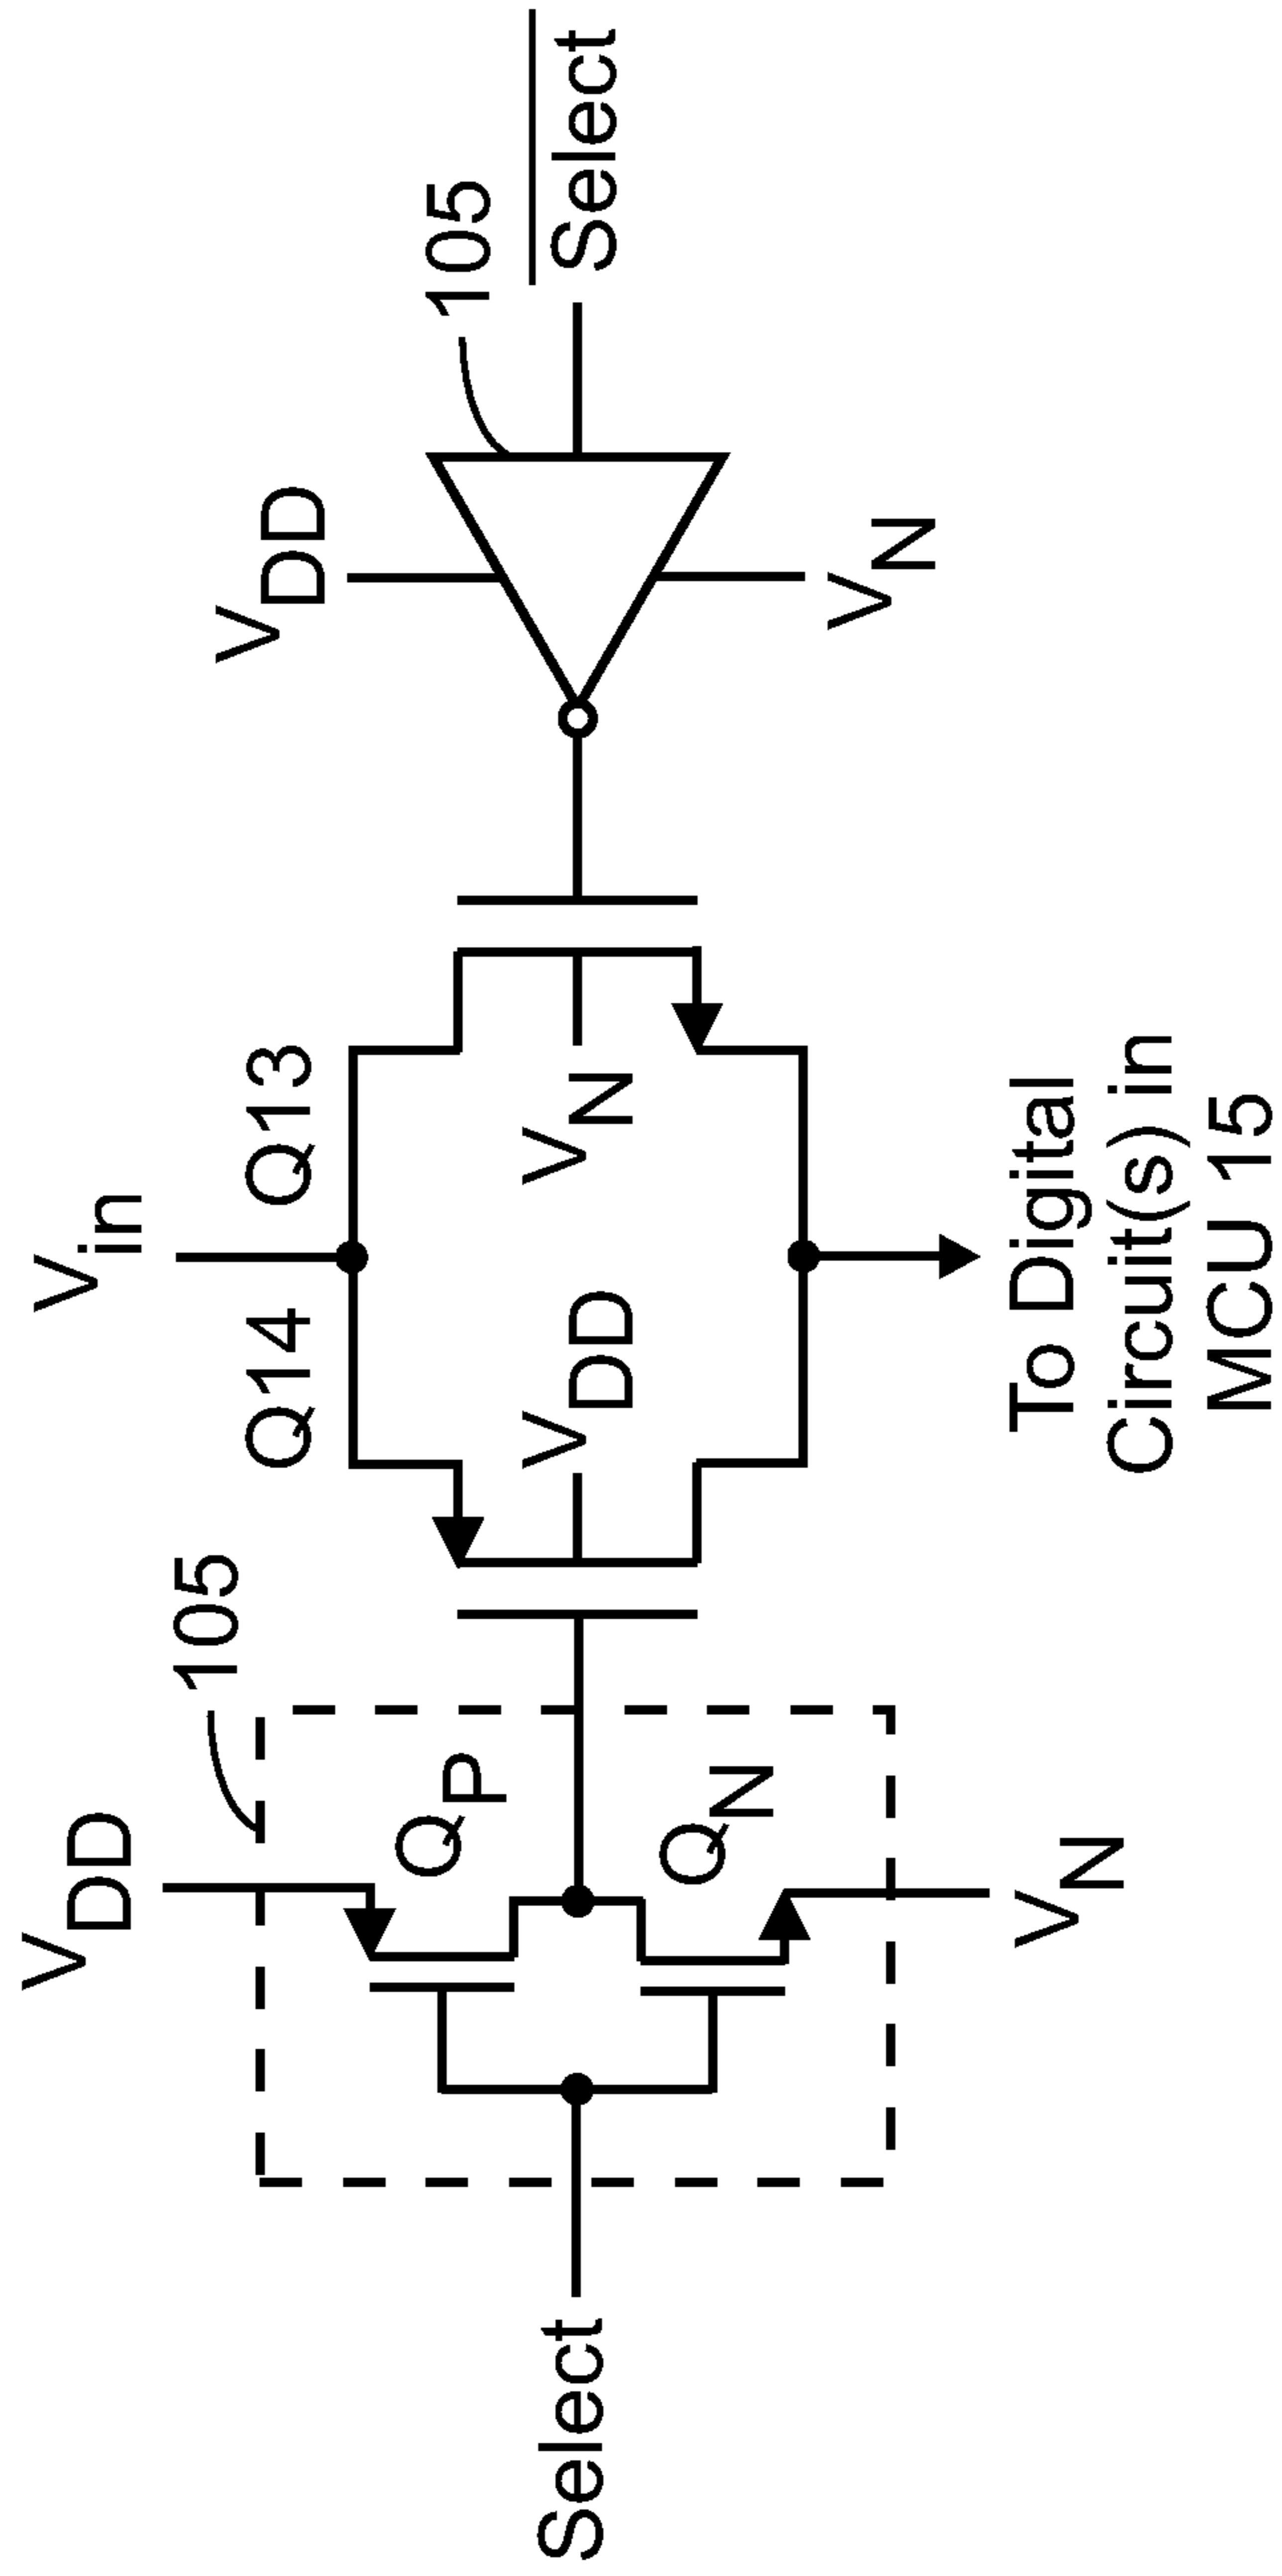 Select
V_DD
105
Q_P
Q_N
V_N
V_in
Q14
Q13
V_DD
V_N
To Digital
Circuit(s) in
MCU 15
V_DD
105
V_N
S̅e̅l̅e̅c̅t̅